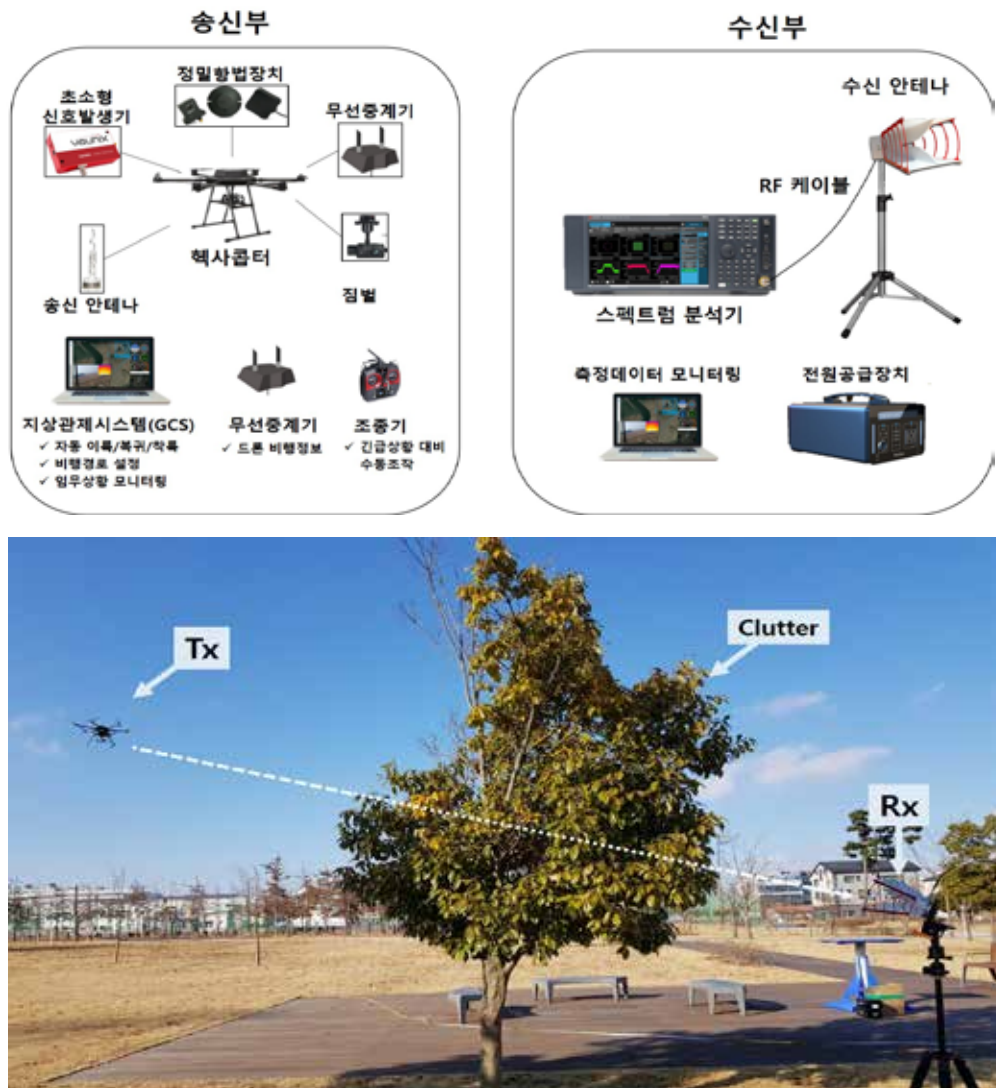 송신부
수신부
초소형
신호발생기
정밀항법장치
무선중계기
헥사콥터
송신 안테나
짐벌
지상관제시스템(GCS)
✓ 자동 이륙/복귀/착륙
✓ 비행경로 설정
✓ 임무상황 모니터링
무선중계기
✓ 드론 비행정보
조종기
✓ 긴급상황 대비
수동조작
수신 안테나
RF 케이블
스펙트럼 분석기
측정데이터 모니터링
전원공급장치
Tx
Clutter
Rx